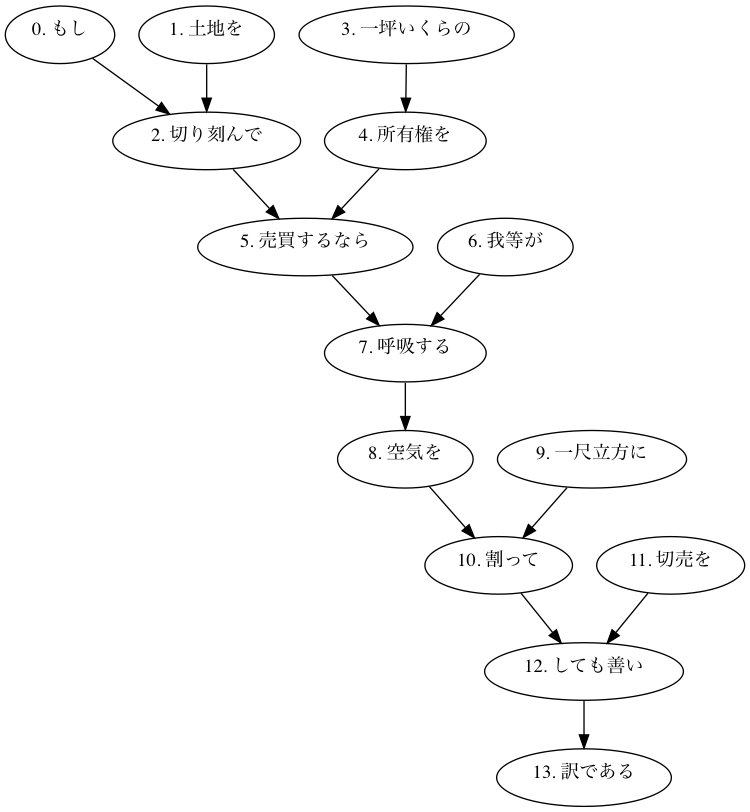 0. もし
1. 土地を
3. 一坪いくらの
2. 切り刻んで
4. 所有権を
5. 売買するなら
6. 我等が
7. 呼吸する
8. 空気を
9. 一尺立方に
10. 割って
11. 切売を
12. しても善い
13. 訳である